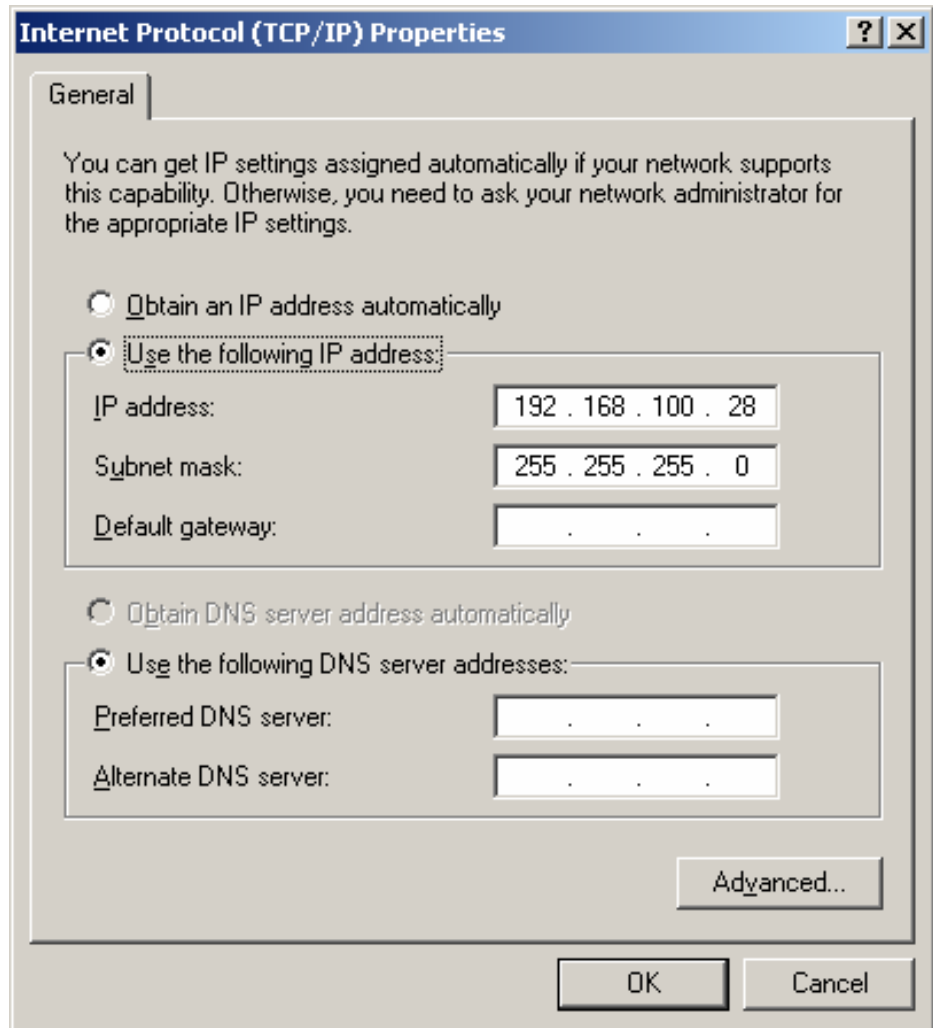 Internet Protocol (TCP/IP) Properties
General
You can get IP settings assigned automatically if your network supports
this capability. Otherwise, you need to ask your network administrator for
the appropriate IP settings.
Obtain an IP address automatically
Use the following IP address:
IP address: 192 . 168 . 100 . 28
Subnet mask: 255 . 255 . 255 . 0
Default gateway: . . .
Obtain DNS server address automatically
Use the following DNS server addresses:
Preferred DNS server: . . .
Alternate DNS server: . . .
Advanced...
OK Cancel